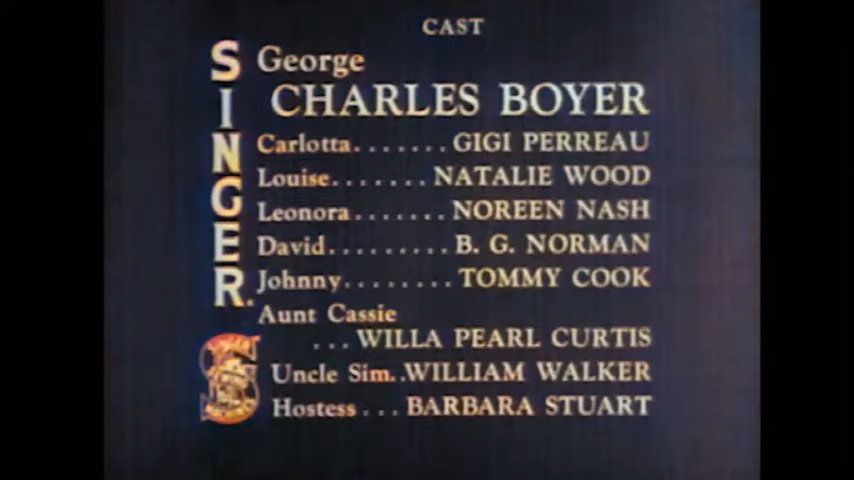 CAST
SINGER.
George
CHARLES BOYER
Carlotta.......GIGI PERREAU
Louise.......NATALIE WOOD
Leonora.......NOREEN NASH
David.........B. G. NORMAN
Johnny........TOMMY COOK
Aunt Cassie
...WILLA PEARL CURTIS
Uncle Sim..WILLIAM WALKER
Hostess...BARBARA STUART